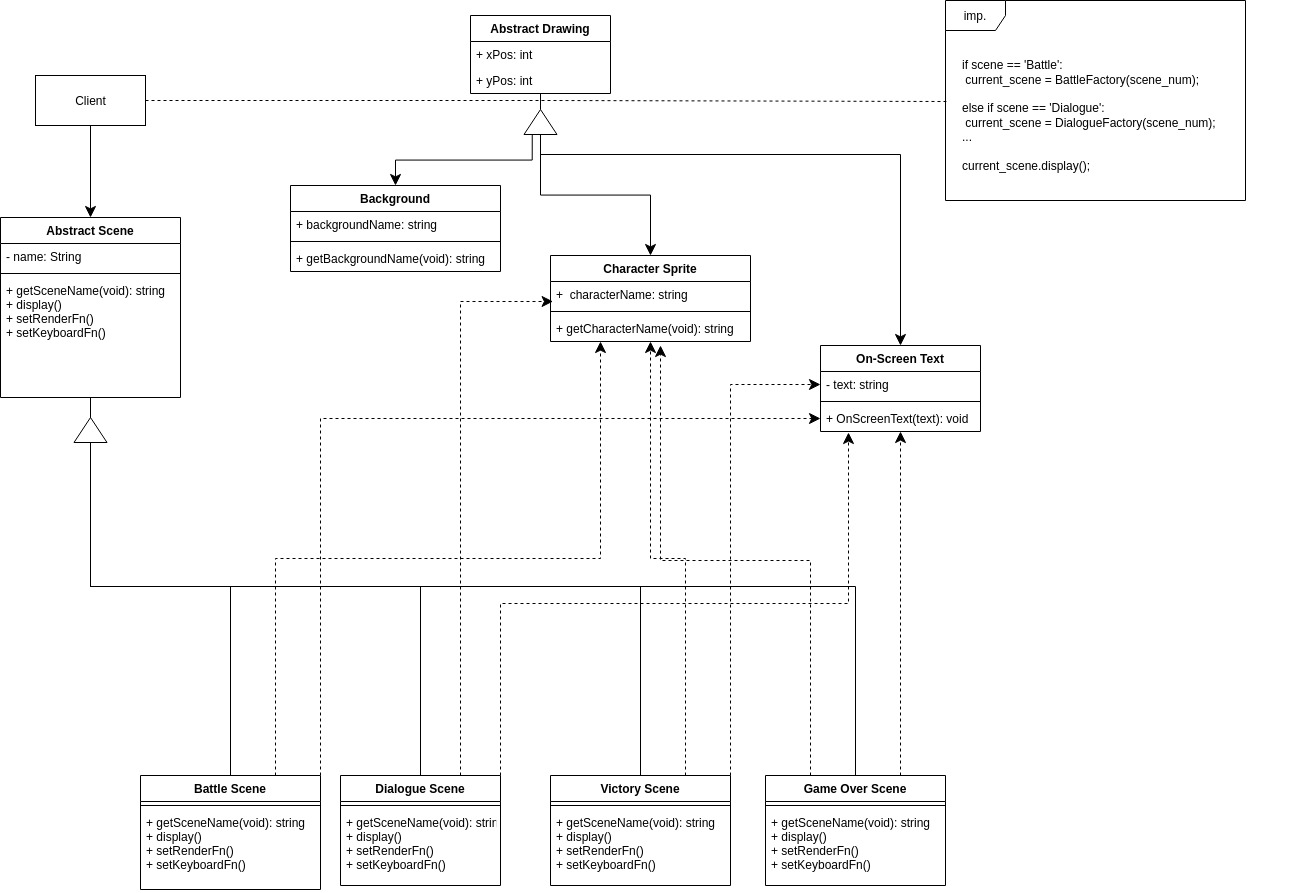 Abstract Drawing
+ xPos: int
+ yPos: int
imp.
if scene == 'Battle':
current_scene = BattleFactory(scene_num);
else if scene == 'Dialogue':
current_scene = DialogueFactory(scene_num);
...
current_scene.display();
Client
Background
+ backgroundName: string
+ getBackgroundName(void): string
Abstract Scene
- name: String
+ getSceneName(void): string
+ display()
+ setRenderFn()
+ setKeyboardFn()
Character Sprite
+  characterName: string
+ getCharacterName(void): string
On-Screen Text
- text: string
+ OnScreenText(text): void
Battle Scene
+ getSceneName(void): string
+ display()
+ setRenderFn()
+ setKeyboardFn()
Dialogue Scene
+ getSceneName(void): strin
+ display()
+ setRenderFn()
+ setKeyboardFn()
Victory Scene
+ getSceneName(void): string
+ display()
+ setRenderFn()
+ setKeyboardFn()
Game Over Scene
+ getSceneName(void): string
+ display()
+ setRenderFn()
+ setKeyboardFn()